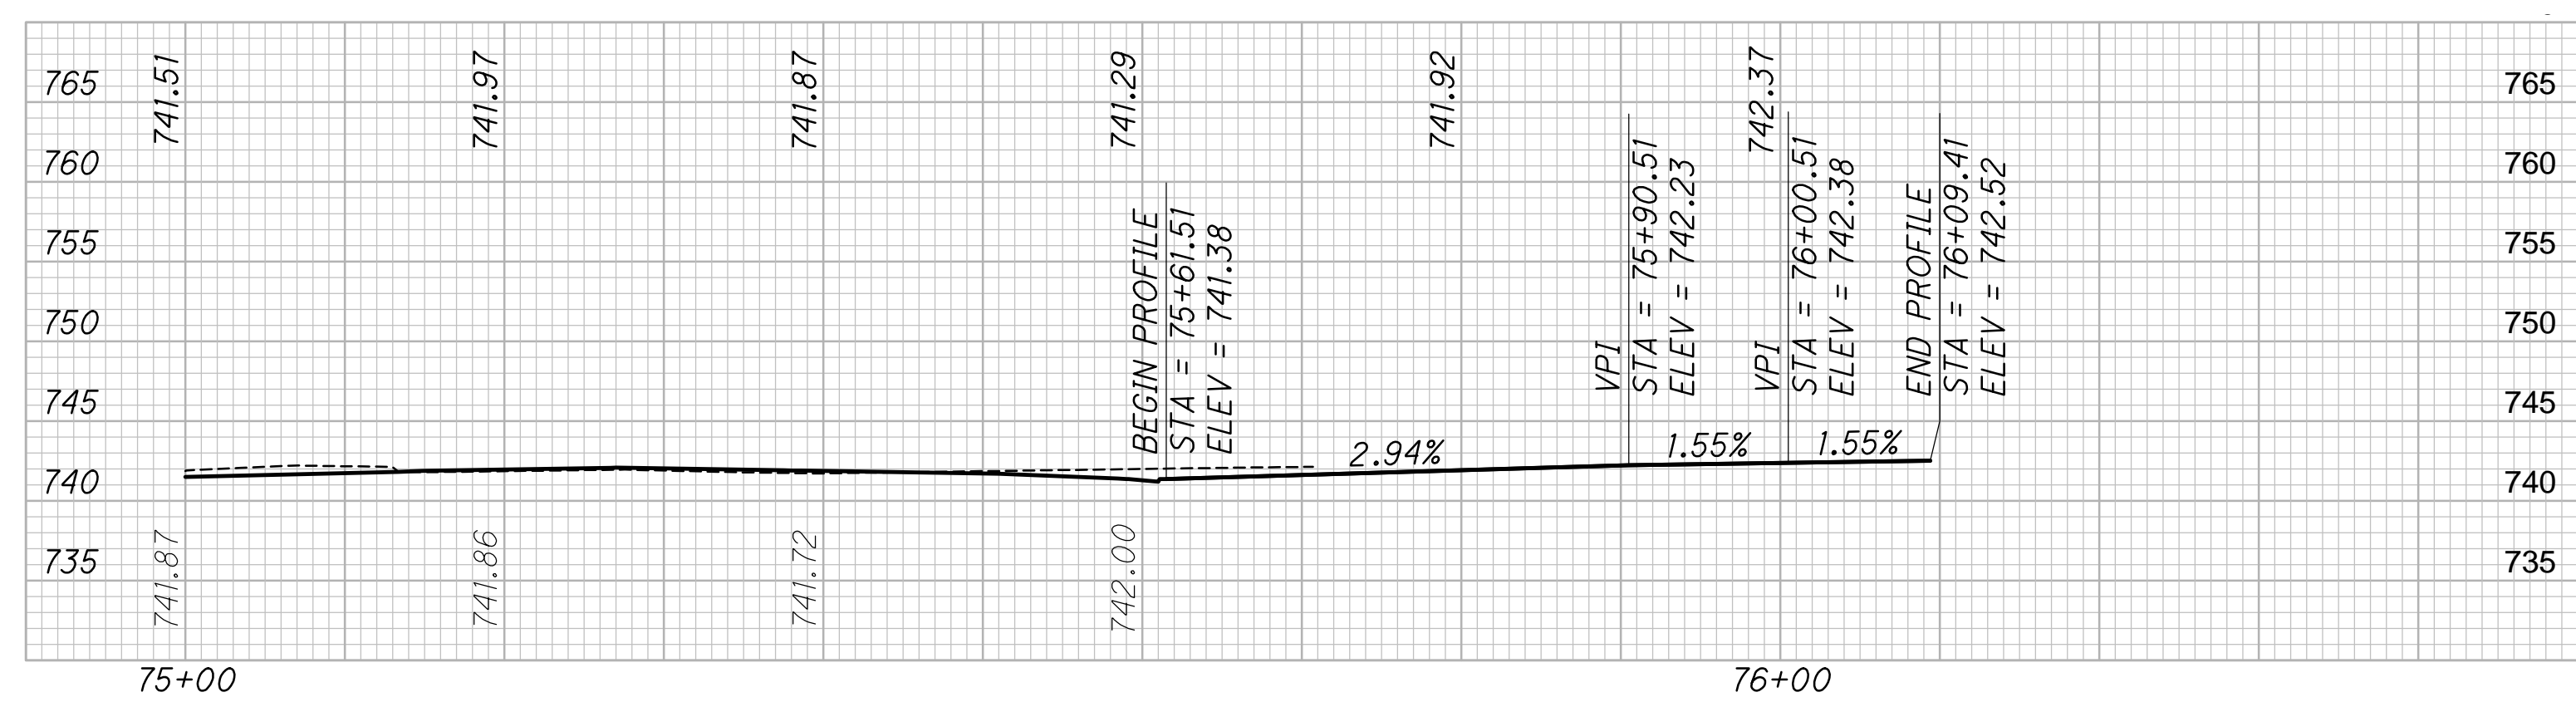 765
760
755
750
745
740
735
741.51
741.97
741.87
741.29
741.92
742.37
BEGIN PROFILE
STA = 75+61.51
ELEV = 741.38
VPI
STA = 75+90.51
ELEV = 742.23
VPI
STA = 76+00.51
ELEV = 742.38
END PROFILE
STA = 76+09.41
ELEV = 742.52
2.94%
1.55%
1.55%
741.87
741.86
741.72
742.00
75+00
76+00
765
760
755
750
745
740
735